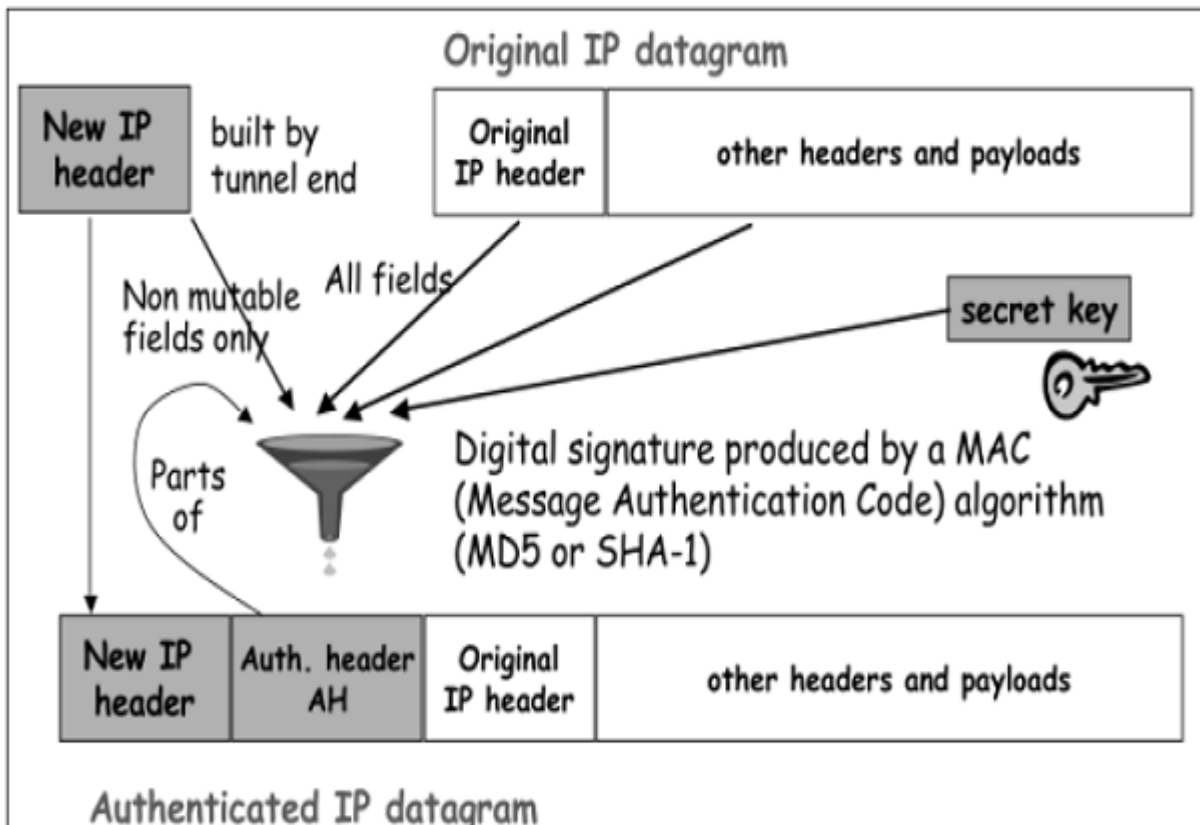 Original IP datagram
New IP
header
built by
tunnel end
Original
IP header
other headers and payloads
Non mutable
fields only
All fields
secret key
Parts
of
Digital signature produced by a MAC
(Message Authentication Code) algorithm
(MD5 or SHA-1)
New IP
header
Auth. header
AH
Original
IP header
other headers and payloads
Authenticated IP datagram